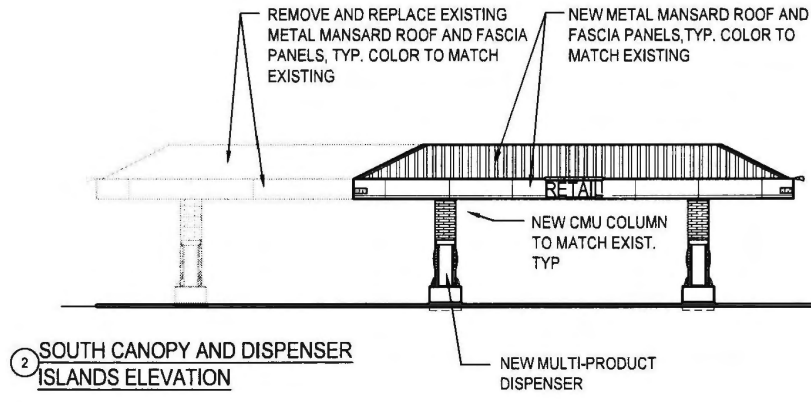 REMOVE AND REPLACE EXISTING
METAL MANSARD ROOF AND FASCIA
PANELS, TYP. COLOR TO MATCH
EXISTING
NEW METAL MANSARD ROOF AND
FASCIA PANELS,TYP. COLOR TO
MATCH EXISTING
RETAIL
NEW CMU COLUMN
TO MATCH EXIST.
TYP
2 SOUTH CANOPY AND DISPENSER
ISLANDS ELEVATION
NEW MULTI-PRODUCT
DISPENSER